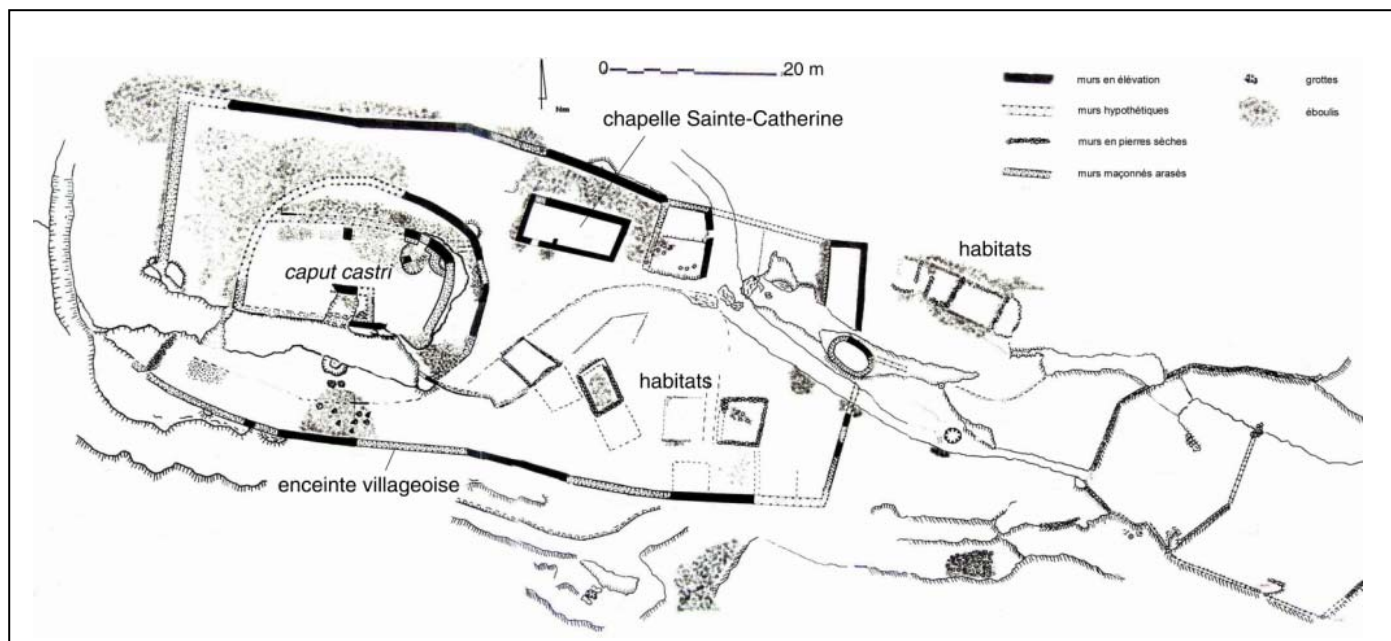 0 20 m
Nm
murs en élévation
grottes
murs hypothétiques
éboulis
murs en pierres sèches
murs maçonnés arasés
chapelle Sainte-Catherine
habitats
caput castri
habitats
enceinte villageoise